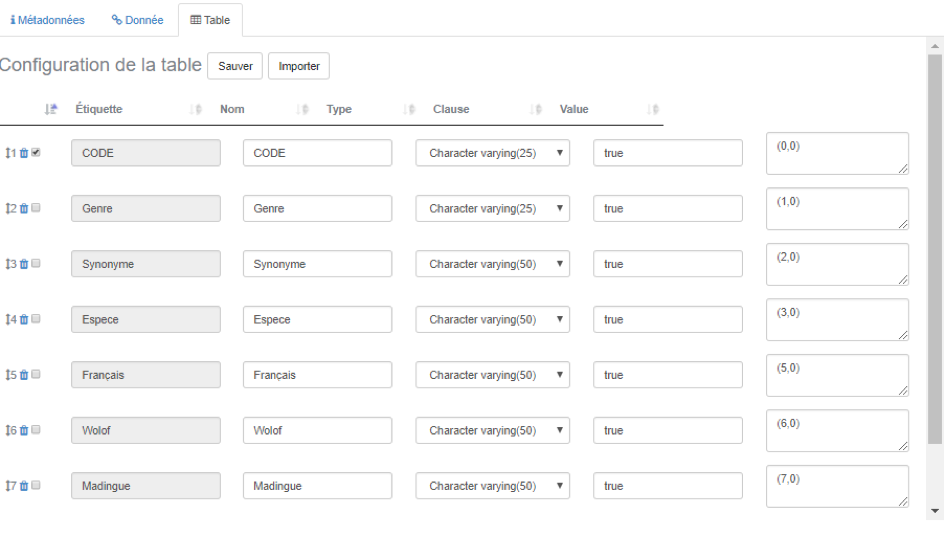 Métadonnées Donnée Table
Configuration de la table Sauver Importer
Étiquette Nom Type Clause Value
1 CODE CODE Character varying(25) true (0,0)
2 Genre Genre Character varying(25) true (1,0)
3 Synonyme Synonyme Character varying(50) true (2,0)
4 Espece Espece Character varying(50) true (3,0)
5 Français Français Character varying(50) true (5,0)
6 Wolof Wolof Character varying(50) true (6,0)
7 Madingue Madingue Character varying(50) true (7,0)